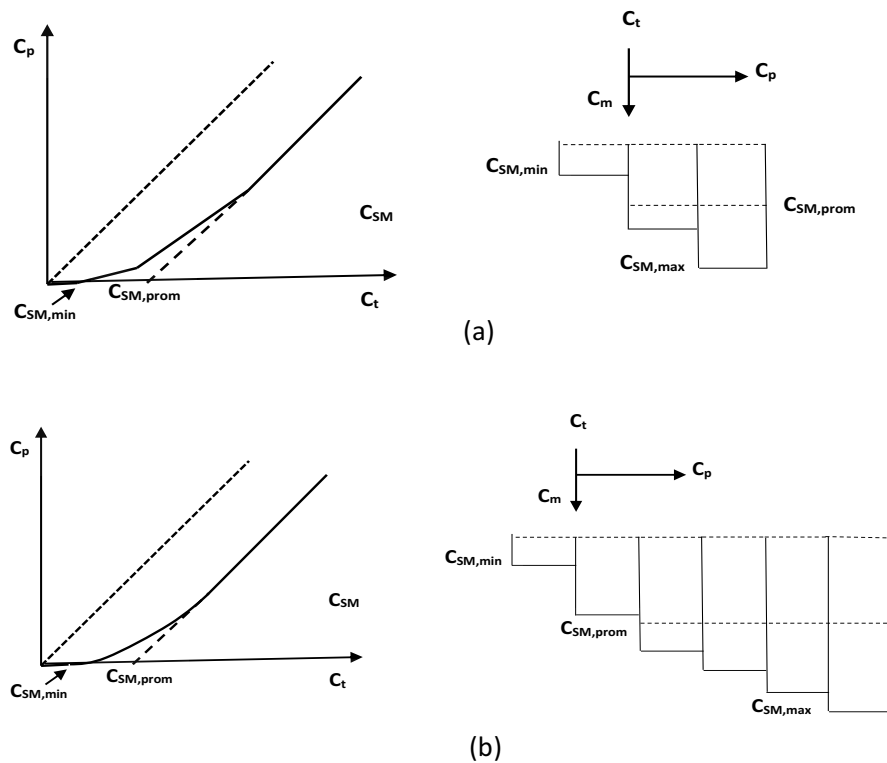 Cp
CSM
CSM,prom
CSM,min
Ct
Ct
Cp
Cm
CSM,min
CSM,prom
CSM,max
(a)
Cp
CSM
CSM,prom
CSM,min
Ct
Ct
Cp
Cm
CSM,min
CSM,prom
CSM,max
(b)